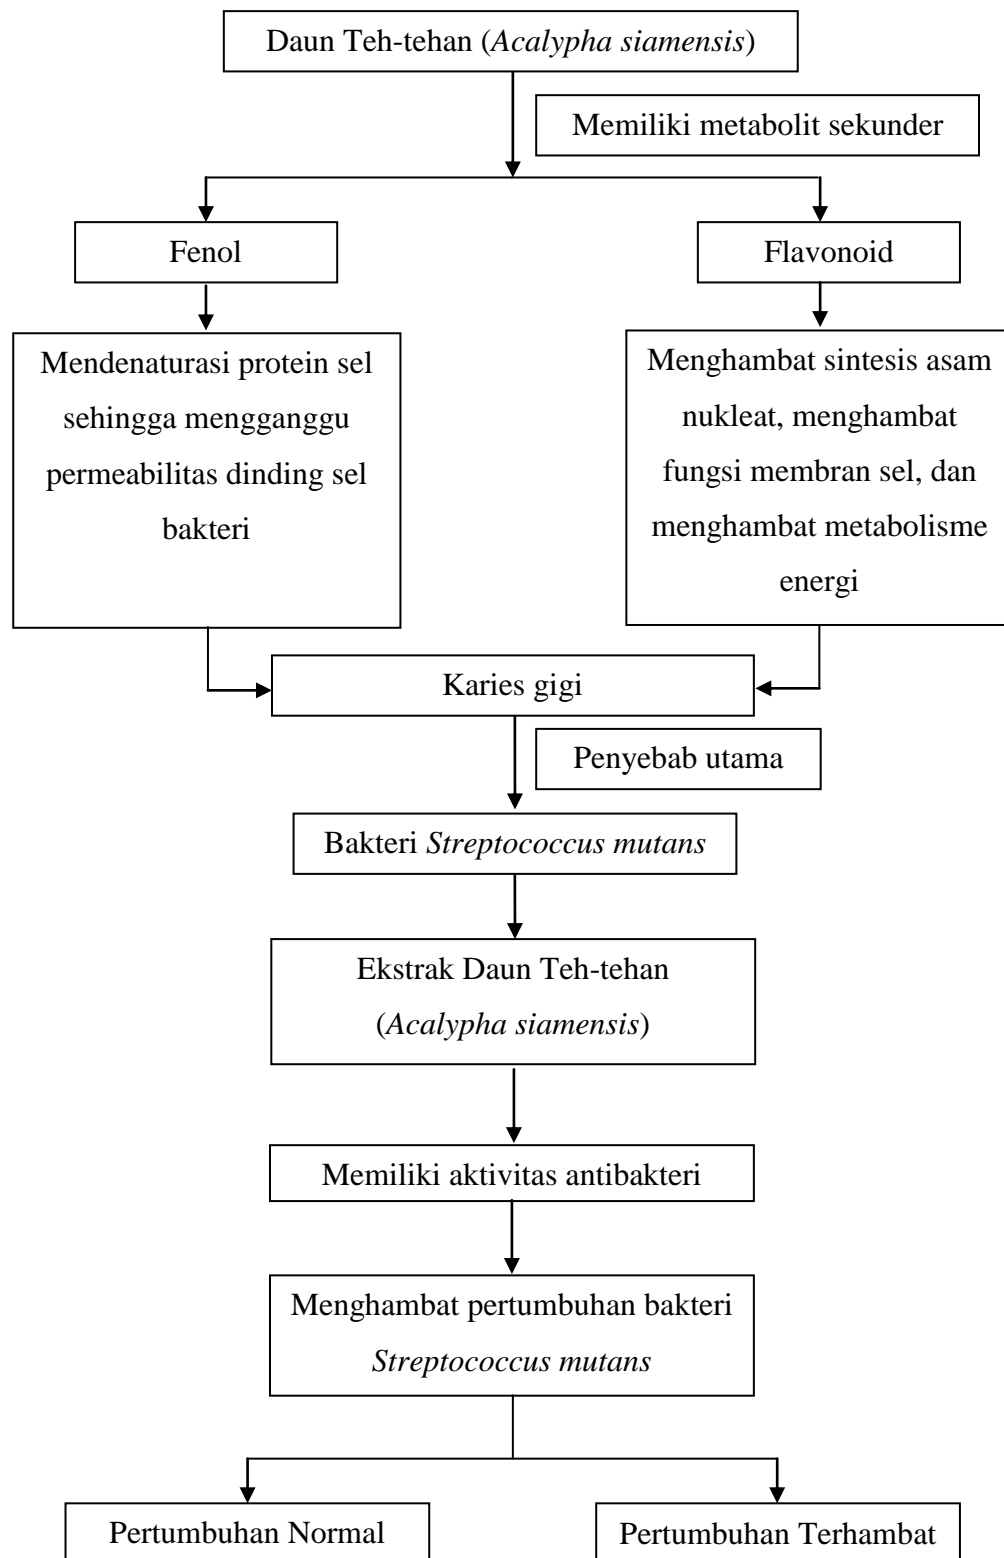 Daun Teh-tehan (Acalypha siamensis)
Memiliki metabolit sekunder
Fenol
Flavonoid
Mendenaturasi protein sel
sehingga mengganggu
permeabilitas dinding sel
bakteri
Menghambat sintesis asam
nukleat, menghambat
fungsi membran sel, dan
menghambat metabolisme
energi
Karies gigi
Penyebab utama
Bakteri Streptococcus mutans
Ekstrak Daun Teh-tehan
(Acalypha siamensis)
Memiliki aktivitas antibakteri
Menghambat pertumbuhan bakteri
Streptococcus mutans
Pertumbuhan Normal
Pertumbuhan Terhambat